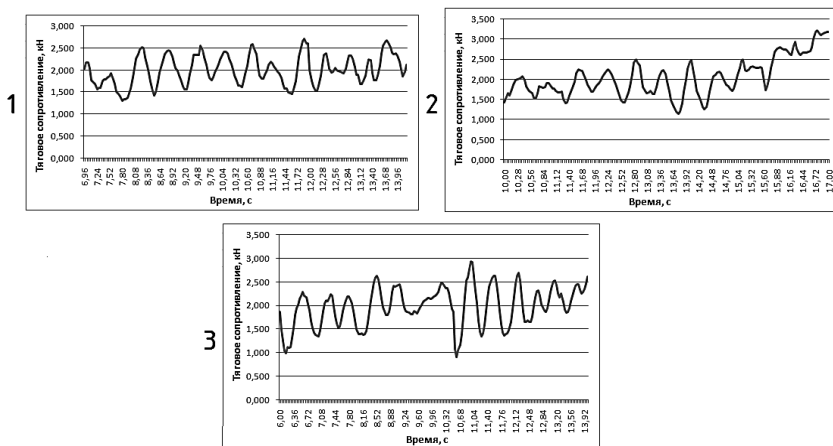 1
Тяговое сопротивление, кН
3,000
2,500
2,000
1,500
1,000
0,500
0,000
6,96 7,24 7,52 7,80 8,08 8,36 8,64 8,92 9,20 9,48 9,76 10,04 10,32 10,60 10,88 11,16 11,44 11,72 12,00 12,28 12,56 12,84 13,12 13,40 13,68 13,96
Время, с
2
Тяговое сопротивление, кН
3,500
3,000
2,500
2,000
1,500
1,000
0,500
0,000
10,00 10,28 10,56 10,84 11,12 11,40 11,68 11,96 12,24 12,52 12,80 13,08 13,36 13,64 13,92 14,20 14,48 14,76 15,04 15,32 15,60 15,88 16,16 16,44 16,72 17,00
Время, с
3
Тяговое сопротивление, кН
3,500
3,000
2,500
2,000
1,500
1,000
0,500
0,000
6,00 6,36 6,72 7,08 7,44 7,80 8,16 8,52 8,88 9,24 9,60 9,96 10,32 10,68 11,04 11,40 11,76 12,12 12,48 12,84 13,20 13,56 13,92
Время, с